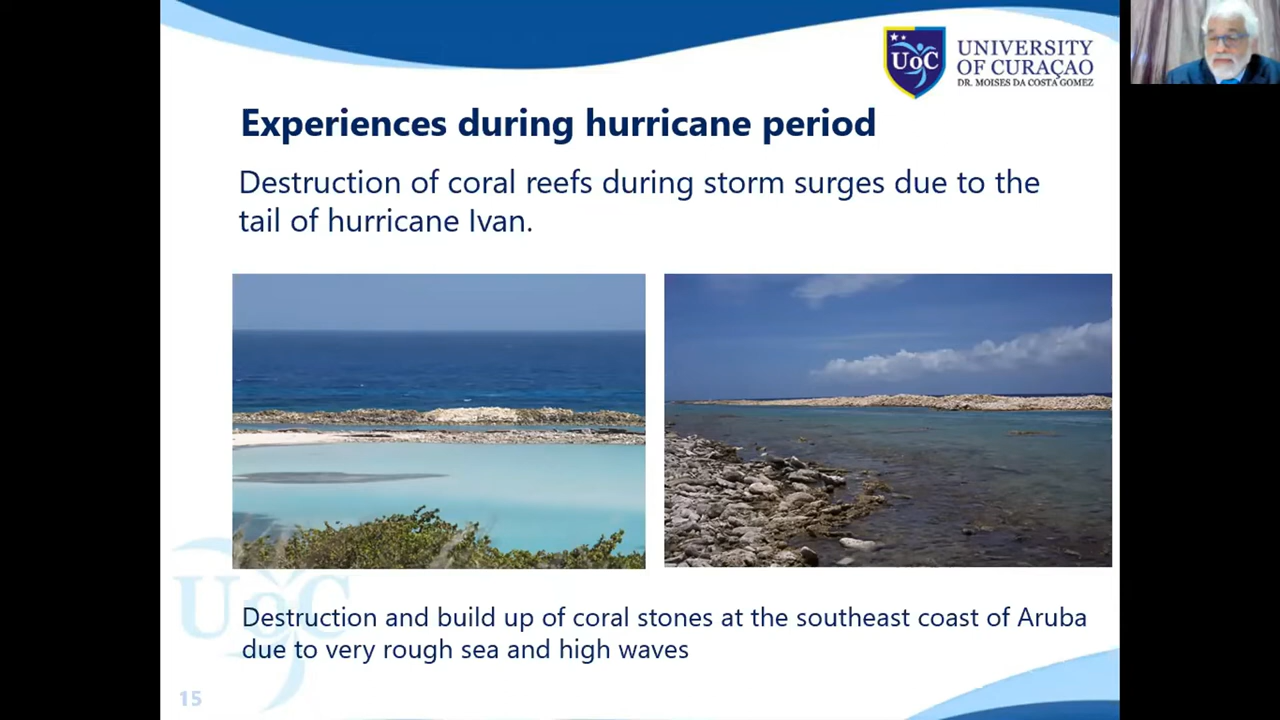 UoC
UNIVERSITY
OF CURAÇAO
DR. MOISES DA COSTA GOMEZ
Experiences during hurricane period
Destruction of coral reefs during storm surges due to the
tail of hurricane Ivan.
Destruction and build up of coral stones at the southeast coast of Aruba
due to very rough sea and high waves
UoC
15